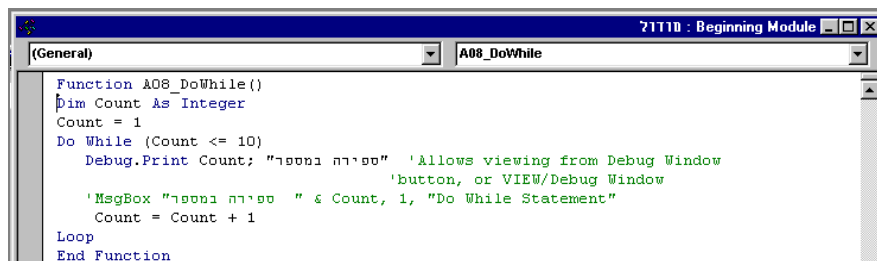 מודול : Beginning Module
(General) A08_DoWhile
Function A08_DoWhile()
Dim Count As Integer
Count = 1
Do While (Count <= 10)
Debug.Print Count; "ספירה במספר" 'Allows viewing from Debug Window
'button, or VIEW/Debug Window
'MsgBox "ספירה במספר " & Count, 1, "Do While Statement"
Count = Count + 1
Loop
End Function